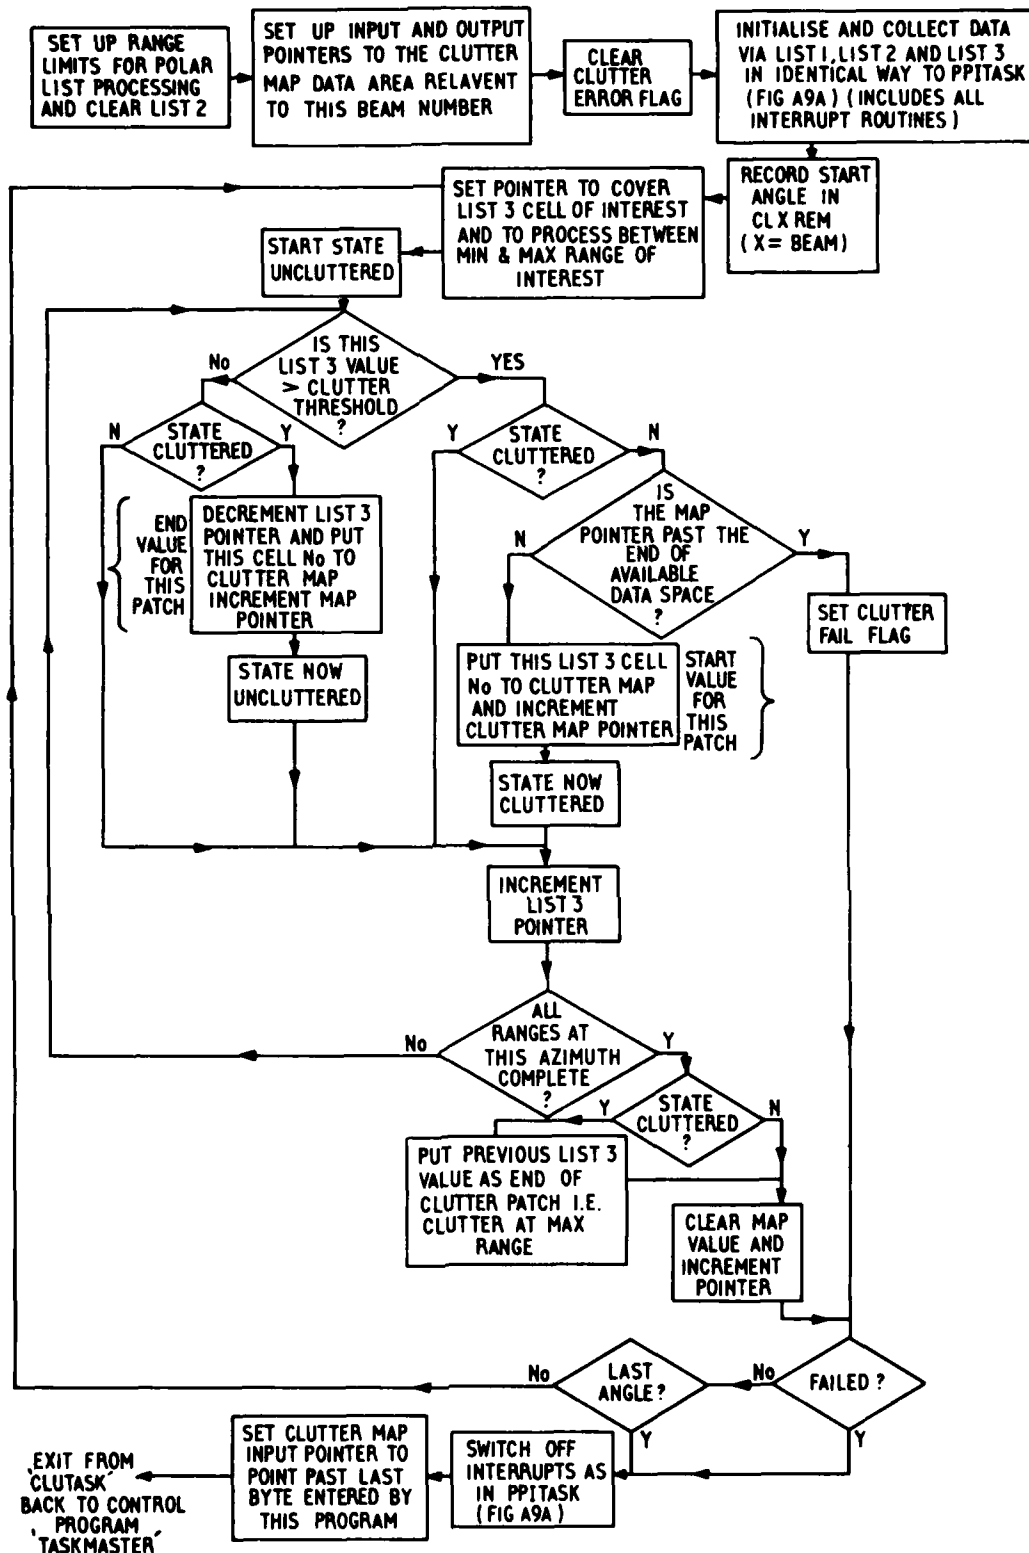 SET UP RANGE
LIMITS FOR POLAR
LIST PROCESSING
AND CLEAR LIST 2
SET UP INPUT AND OUTPUT
POINTERS TO THE CLUTTER
MAP DATA AREA RELAVENT
TO THIS BEAM NUMBER
CLEAR
CLUTTER
ERROR FLAG
INITIALISE AND COLLECT DATA
VIA LIST 1, LIST 2 AND LIST 3
IN IDENTICAL WAY TO PPITASK
(FIG A9A) (INCLUDES ALL
INTERRUPT ROUTINES)
RECORD START
ANGLE IN
CLXREM
(X= BEAM)
SET POINTER TO COVER
LIST 3 CELL OF INTEREST
AND TO PROCESS BETWEEN
MIN & MAX RANGE OF
INTEREST
START STATE
UNCLUTTERED
IS THIS
LIST 3 VALUE
> CLUTTER
THRESHOLD
?
No
YES
STATE
CLUTTERED
?
N
Y
STATE
CLUTTERED
?
Y
N
END
VALUE
FOR
THIS
PATCH
DECREMENT LIST 3
POINTER AND PUT
THIS CELL No TO
CLUTTER MAP
INCREMENT MAP
POINTER
STATE NOW
UNCLUTTERED
IS
THE MAP
POINTER PAST THE
END OF
AVAILABLE
DATA SPACE
?
N
Y
SET CLUTTER
FAIL FLAG
PUT THIS LIST 3 CELL
No TO CLUTTER MAP
AND INCREMENT
CLUTTER MAP POINTER
START
VALUE
FOR
THIS
PATCH
STATE NOW
CLUTTERED
INCREMENT
LIST 3
POINTER
ALL
RANGES AT
THIS AZIMUTH
COMPLETE
?
No
Y
STATE
CLUTTERED
?
Y
N
PUT PREVIOUS LIST 3
VALUE AS END OF
CLUTTER PATCH I.E.
CLUTTER AT MAX
RANGE
CLEAR MAP
VALUE AND
INCREMENT
POINTER
FAILED ?
No
Y
LAST
ANGLE?
No
Y
SWITCH OFF
INTERRUPTS AS
IN PPITASK
(FIG A9A)
SET CLUTTER MAP
INPUT POINTER TO
POINT PAST LAST
BYTE ENTERED BY
THIS PROGRAM
EXIT FROM
'CLUTASK'
BACK TO CONTROL
PROGRAM
'TASKMASTER'